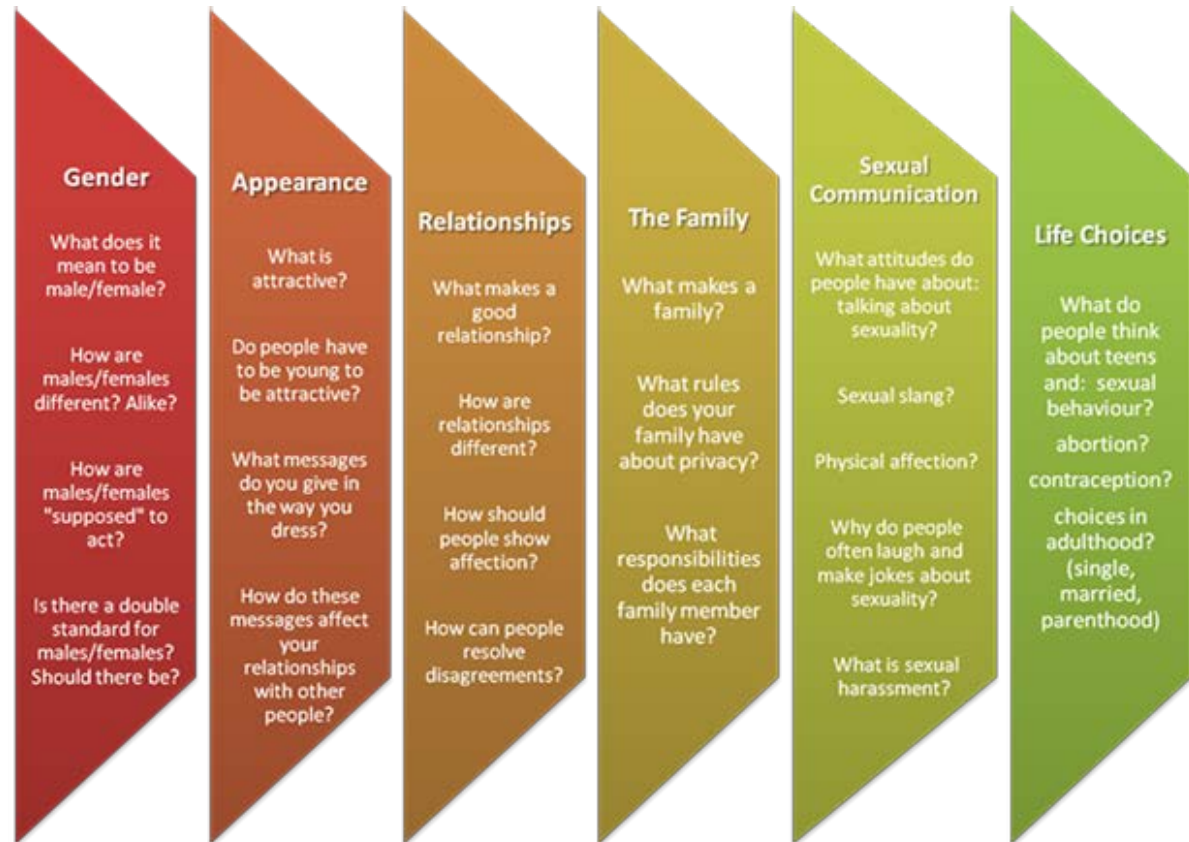 Gender
What does it
mean to be
male/female?
How are
males/females
different? Alike?
How are
males/females
"supposed" to
act?
Is there a double
standard for
males/females?
Should there be?
Appearance
What is
attractive?
Do people have
to be young to
be attractive?
What messages
do you give in
the way you
dress?
How do these
messages affect
your
relationships
with other
people?
Relationships
What makes a
good
relationship?
How are
relationships
different?
How should
people show
affection?
How can people
resolve
disagreements?
The Family
What makes a
family?
What rules
does your
family have
about privacy?
What
responsibilities
does each
family member
have?
Sexual
Communication
What attitudes do
people have about:
talking about
sexuality?
Sexual slang?
Physical affection?
Why do people
often laugh and
make jokes about
sexuality?
What is sexual
harassment?
Life Choices
What do
people think
about teens
and: sexual
behaviour?
abortion?
contraception?
choices in
adulthood?
(single,
married,
parenthood)